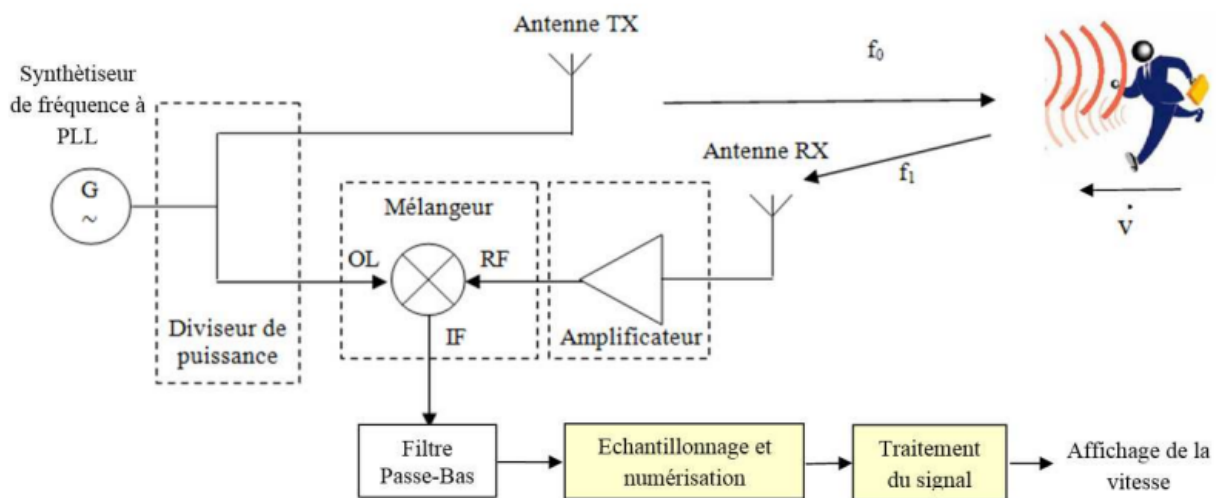 Antenne TX
f₀
Synthètiseur
de fréquence à
PLL
Antenne RX
f₁
G
~
Mélangeur
v̇
OL
RF
Diviseur de
puissance
IF
Amplificateur
Filtre
Passe-Bas
Echantillonnage et
numérisation
Traitement
du signal
Affichage de la
vitesse